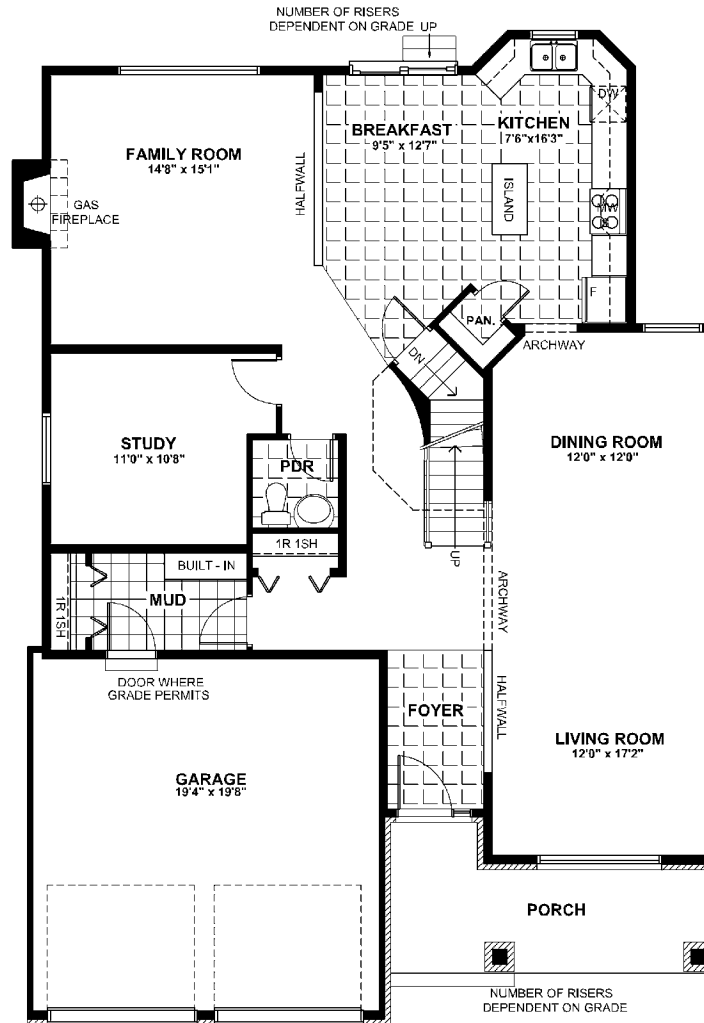 NUMBER OF RISERS
DEPENDENT ON GRADE UP
KITCHEN
7'6"x16'3"
DW
BREAKFAST
9'5" x 12'7"
FAMILY ROOM
14'8" x 15'1"
HALFWALL
ISLAND
GAS
FIREPLACE
MW
F
PAN.
ARCHWAY
DN
STUDY
11'0" x 10'8"
PDR
DINING ROOM
12'0" x 12'0"
1R 1SH
UP
BUILT - IN
MUD
1R 1SH
ARCHWAY
DOOR WHERE
GRADE PERMITS
FOYER
HALFWALL
LIVING ROOM
12'0" x 17'2"
GARAGE
19'4" x 19'8"
PORCH
NUMBER OF RISERS
DEPENDENT ON GRADE